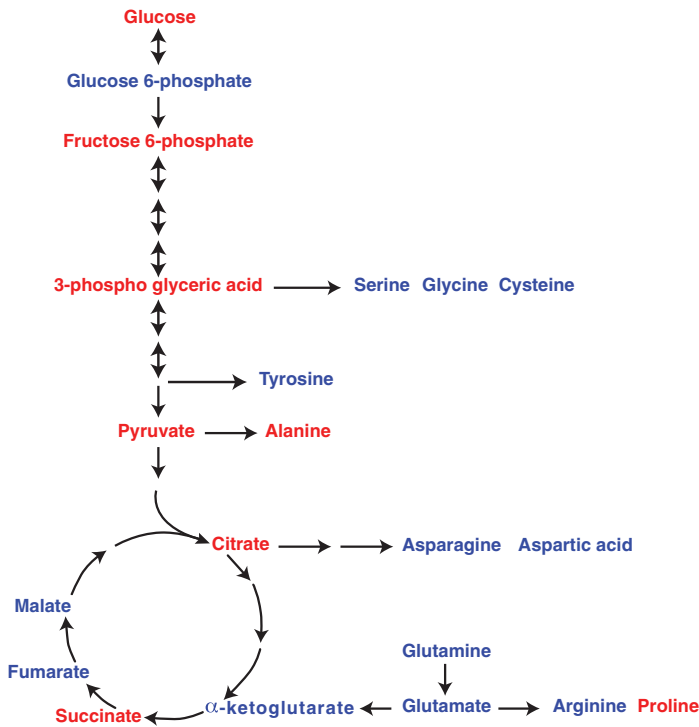 Glucose
Glucose 6-phosphate
Fructose 6-phosphate
3-phospho glyceric acid Serine Glycine Cysteine
Tyrosine
Pyruvate Alanine
Citrate Asparagine Aspartic acid
Malate
Glutamine
Fumarate
α-ketoglutarate Glutamate Arginine Proline
Succinate